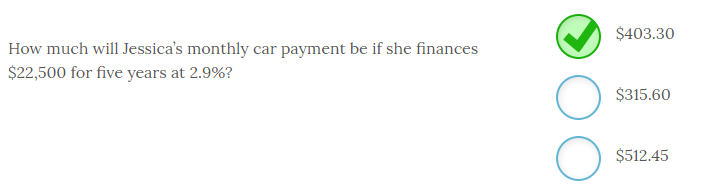 How much will Jessica’s monthly car payment be if she finances
$22,500 for five years at 2.9%?
$403.30
$315.60
$512.45